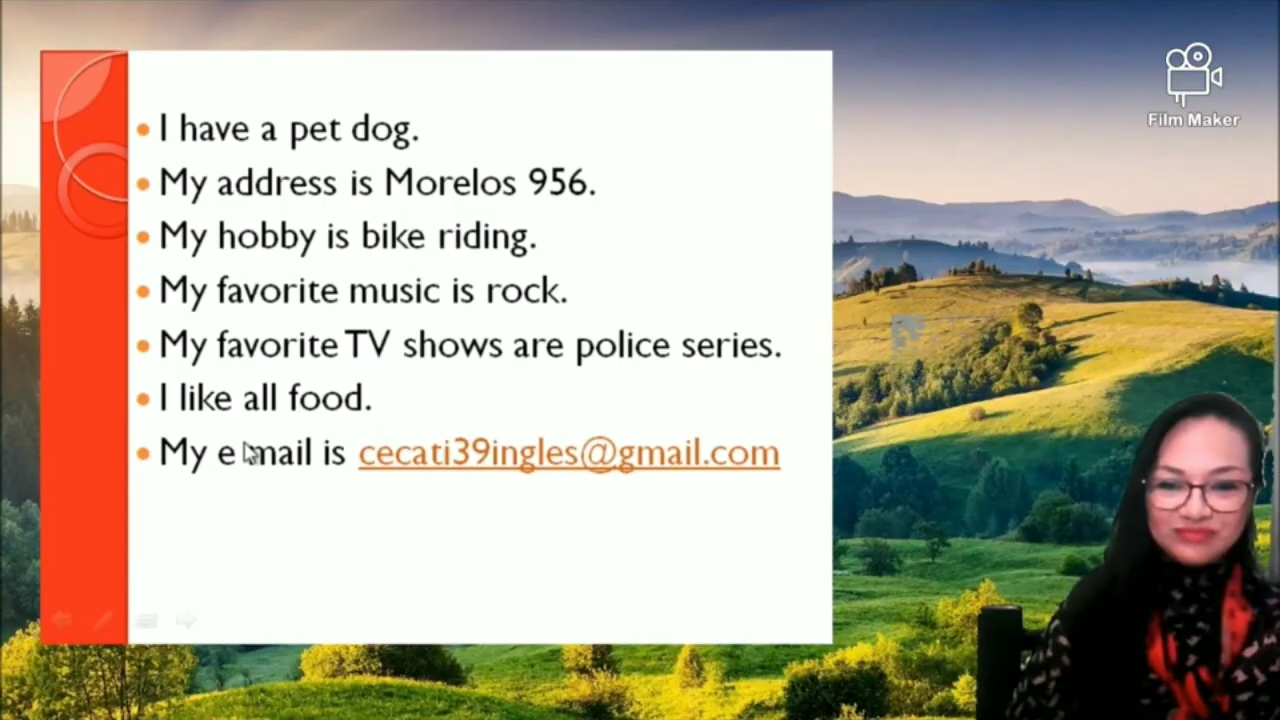 I have a pet dog.
My address is Morelos 956.
My hobby is bike riding.
My favorite music is rock.
My favorite TV shows are police series.
I like all food.
My e mail is cecati39ingles@gmail.com
Film Maker